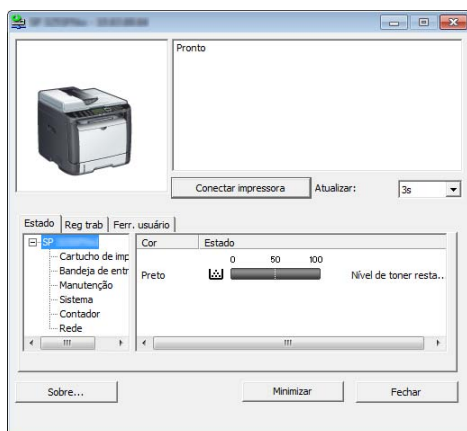 Pronto
Conectar impressora
Atualizar:
3s
Estado
Reg trab
Ferr. usuário
SP
Cartucho de imp
Bandeja de entr
Manutenção
Sistema
Contador
Rede
Cor Estado
0 50 100
Preto Nível de toner resta...
Sobre...
Minimizar
Fechar